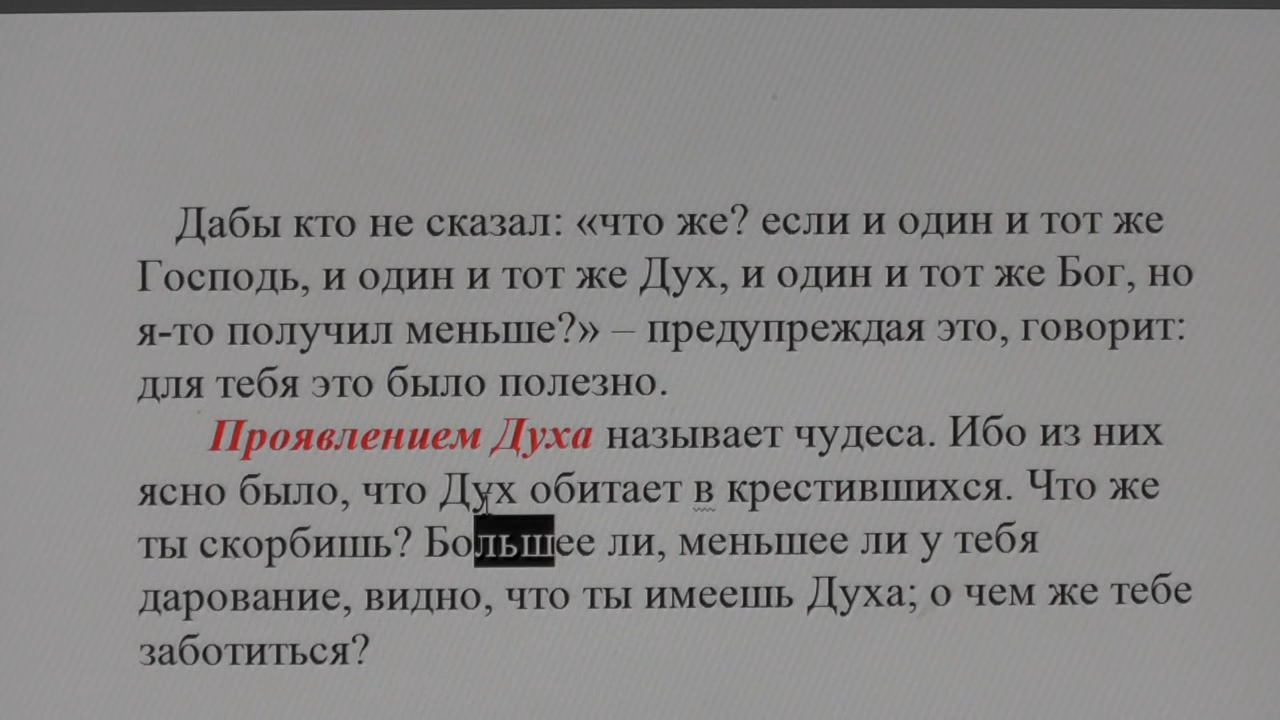 Дабы кто не сказал: «что же? если и один и тот же
Господь, и один и тот же Дух, и один и тот же Бог, но
я-то получил меньше?» – предупреждая это, говорит:
для тебя это было полезно.
Проявлением Духа называет чудеса. Ибо из них
ясно было, что Дух обитает в крестившихся. Что же
ты скорбишь? Большее ли, меньшее ли у тебя
дарование, видно, что ты имеешь Духа; о чем же тебе
заботиться?